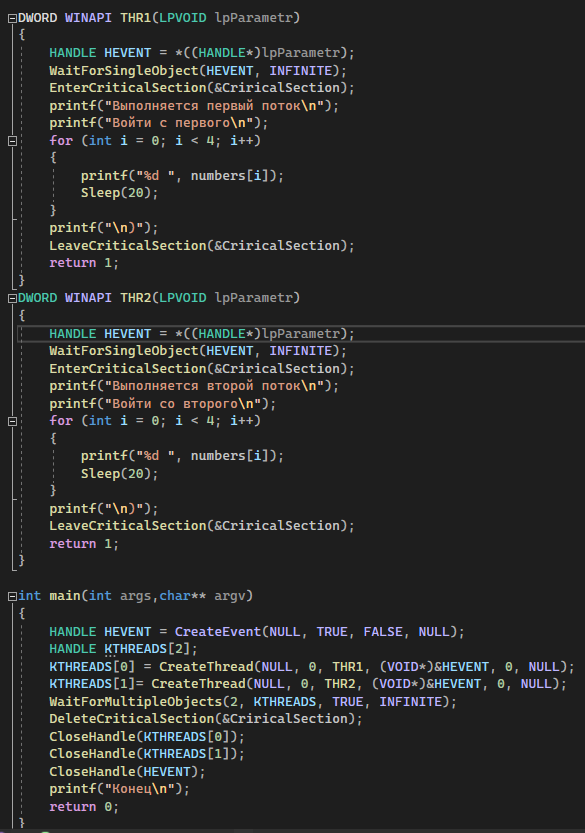 DWORD WINAPI THR1(LPVOID lpParametr)
{
HANDLE HEVENT = *((HANDLE*)lpParametr);
WaitForSingleObject(HEVENT, INFINITE);
EnterCriticalSection(&CriricalSection);
printf("Выполняется первый поток\n");
printf("Войти с первого\n");
for (int i = 0; i < 4; i++)
{
printf("%d ", numbers[i]);
Sleep(20);
}
printf("\n)");
LeaveCriticalSection(&CriricalSection);
return 1;
}
DWORD WINAPI THR2(LPVOID lpParametr)
{
HANDLE HEVENT = *((HANDLE*)lpParametr);
WaitForSingleObject(HEVENT, INFINITE);
EnterCriticalSection(&CriricalSection);
printf("Выполняется второй поток\n");
printf("Войти со второго\n");
for (int i = 0; i < 4; i++)
{
printf("%d ", numbers[i]);
Sleep(20);
}
printf("\n)");
LeaveCriticalSection(&CriricalSection);
return 1;
}
int main(int args,char** argv)
{
HANDLE HEVENT = CreateEvent(NULL, TRUE, FALSE, NULL);
HANDLE KTHREADS[2];
KTHREADS[0] = CreateThread(NULL, 0, THR1, (VOID*)&HEVENT, 0, NULL);
KTHREADS[1]= CreateThread(NULL, 0, THR2, (VOID*)&HEVENT, 0, NULL);
WaitForMultipleObjects(2, KTHREADS, TRUE, INFINITE);
DeleteCriticalSection(&CriricalSection);
CloseHandle(KTHREADS[0]);
CloseHandle(KTHREADS[1]);
CloseHandle(HEVENT);
printf("Конец\n");
return 0;
}